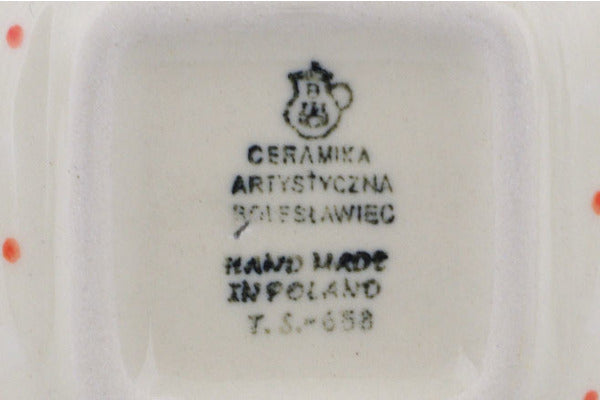 CERAMIKA
ARTYSTYCZNA
BOLESŁAWIEC
HAND MADE
IN POLAND
T. S.-658